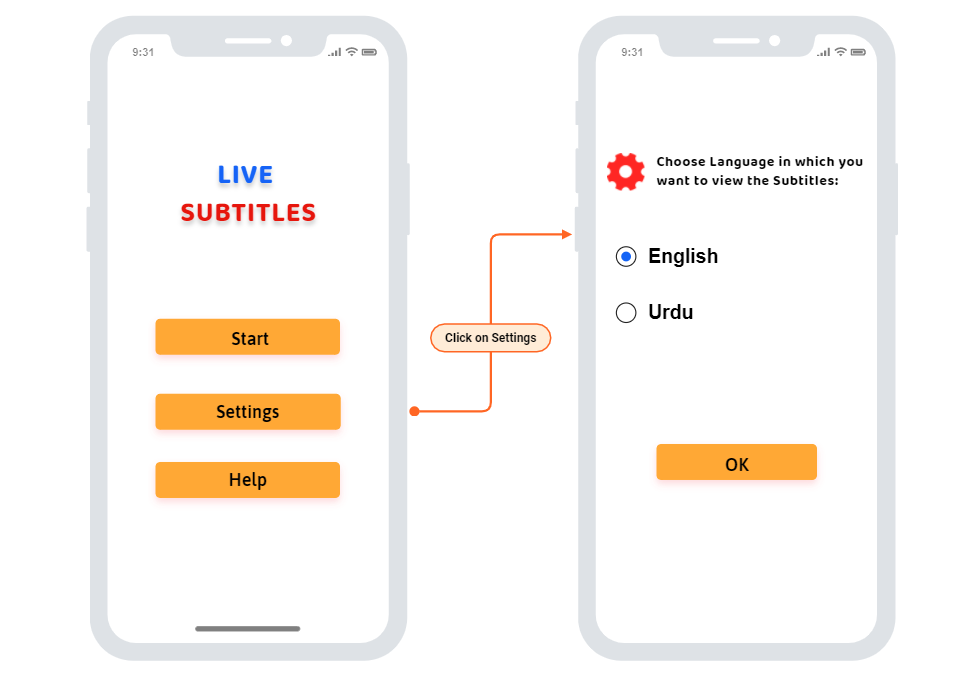 9:31
LIVE
SUBTITLES
Start
Settings
Help
Click on Settings
9:31
Choose Language in which you
want to view the Subtitles:
English
Urdu
OK